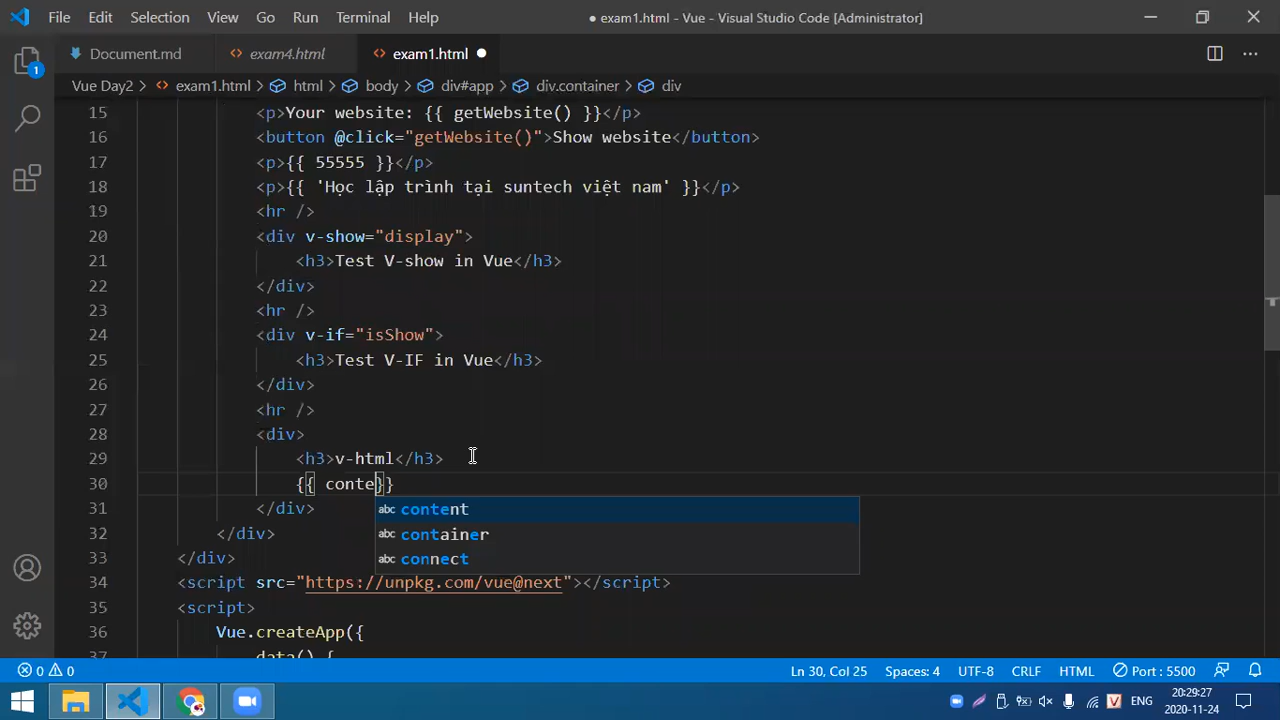 File Edit Selection View Go Run Terminal Help ● exam1.html - Vue - Visual Studio Code [Administrator]
Document.md <> exam4.html <> exam1.html ●
Vue Day2 > <> exam1.html > html > body > div#app > div.container > div
1
15 <p>Your website: {{ getWebsite() }}</p>
16 <button @click="getWebsite()">Show website</button>
17 <p>{{ 55555 }}</p>
18 <p>{{ 'Học lập trình tại suntech việt nam' }}</p>
19 <hr />
20 <div v-show="display">
21 <h3>Test V-show in Vue</h3>
22 </div>
23 <hr />
24 <div v-if="isShow">
25 <h3>Test V-IF in Vue</h3>
26 </div>
27 <hr />
28 <div>
29 <h3>v-html</h3>
30 {{ conte}}
abc content
31 </div>
abc container
32 </div>
abc connect
33 </div>
34 <script src="https://unpkg.com/vue@next"></script>
35 <script>
36 Vue.createApp({
37 data() {
0 0 Ln 30, Col 25 Spaces: 4 UTF-8 CRLF HTML Port : 5500
V ENG 20:29:27
2020-11-24